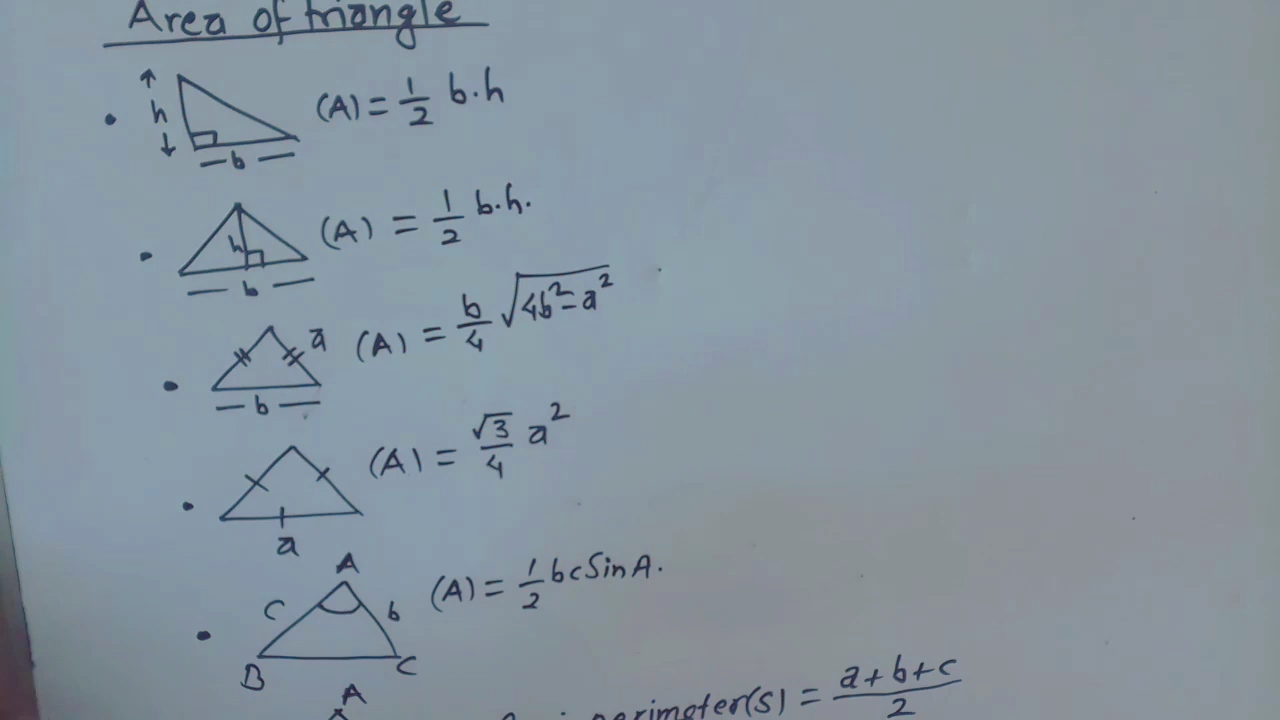 Area of triangle
h
b
(A) = 1/2 b.h
h
b
(A) = 1/2 b.h.
a
b
(A) = b/4 √(4b²-a²)
a
(A) = √3/4 a²
A
c
b
B
C
(A) = 1/2 bc Sin A.
A
perimeter(s) = (a+b+c)/2